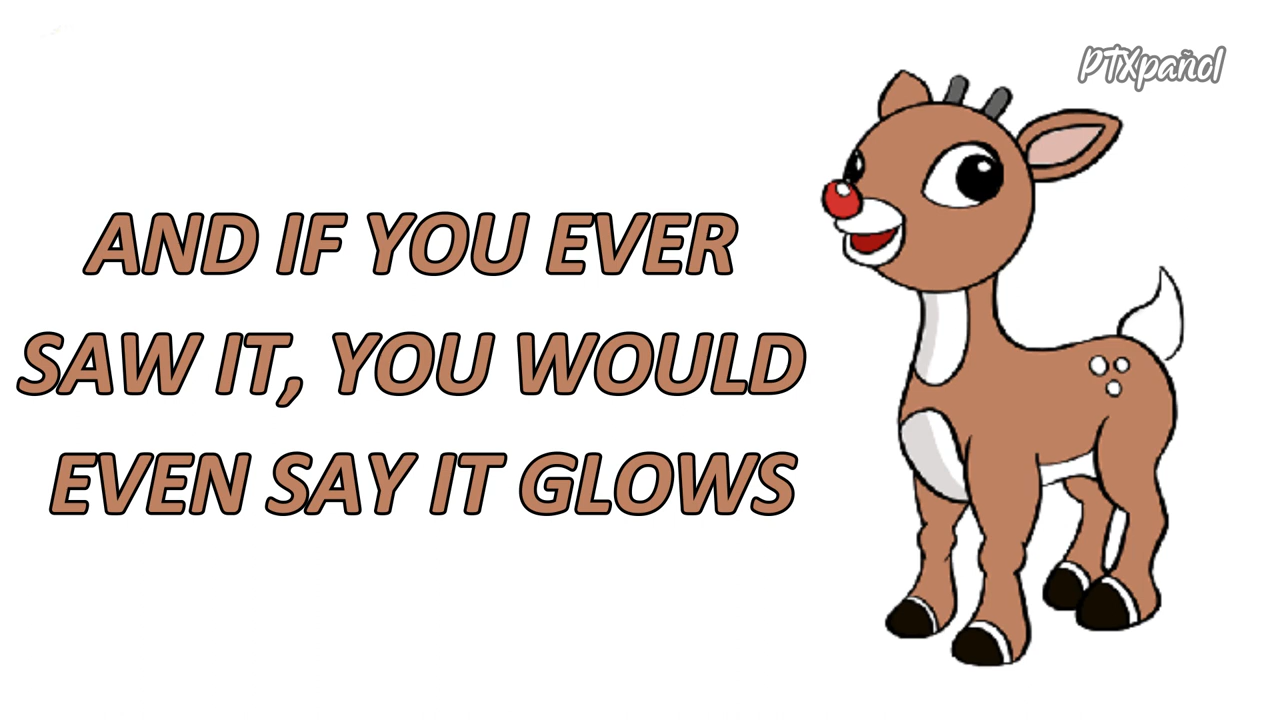 PTXpañol
AND IF YOU EVER
SAW IT, YOU WOULD
EVEN SAY IT GLOWS